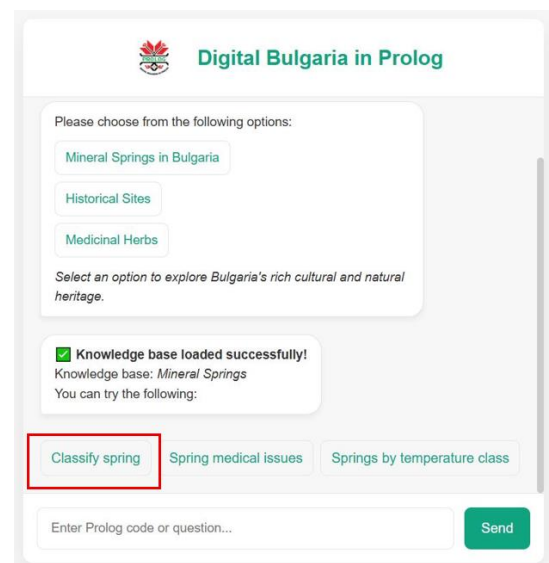 PROLOG
Digital Bulgaria in Prolog
Please choose from the following options:
Mineral Springs in Bulgaria
Historical Sites
Medicinal Herbs
Select an option to explore Bulgaria's rich cultural and natural
heritage.
Knowledge base loaded successfully!
Knowledge base: Mineral Springs
You can try the following:
Classify spring Spring medical issues Springs by temperature class
Enter Prolog code or question... Send